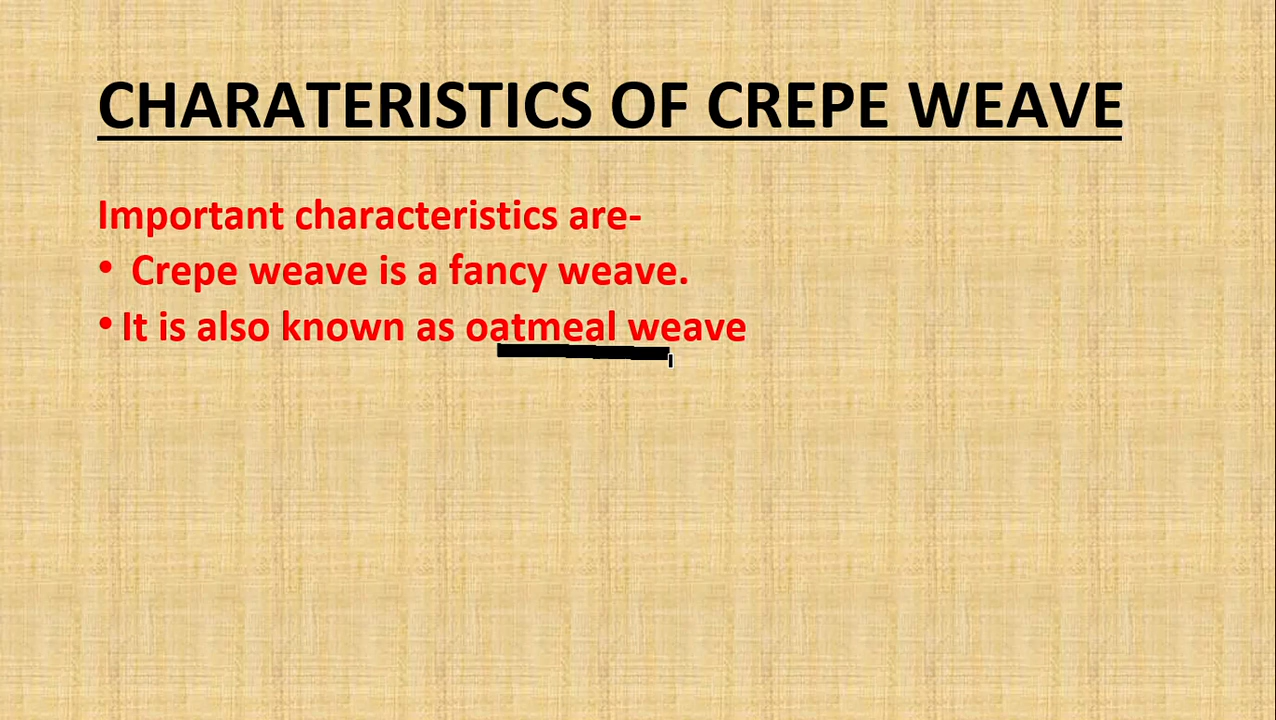 CHARATERISTICS OF CREPE WEAVE
Important characteristics are-
• Crepe weave is a fancy weave.
• It is also known as oatmeal weave